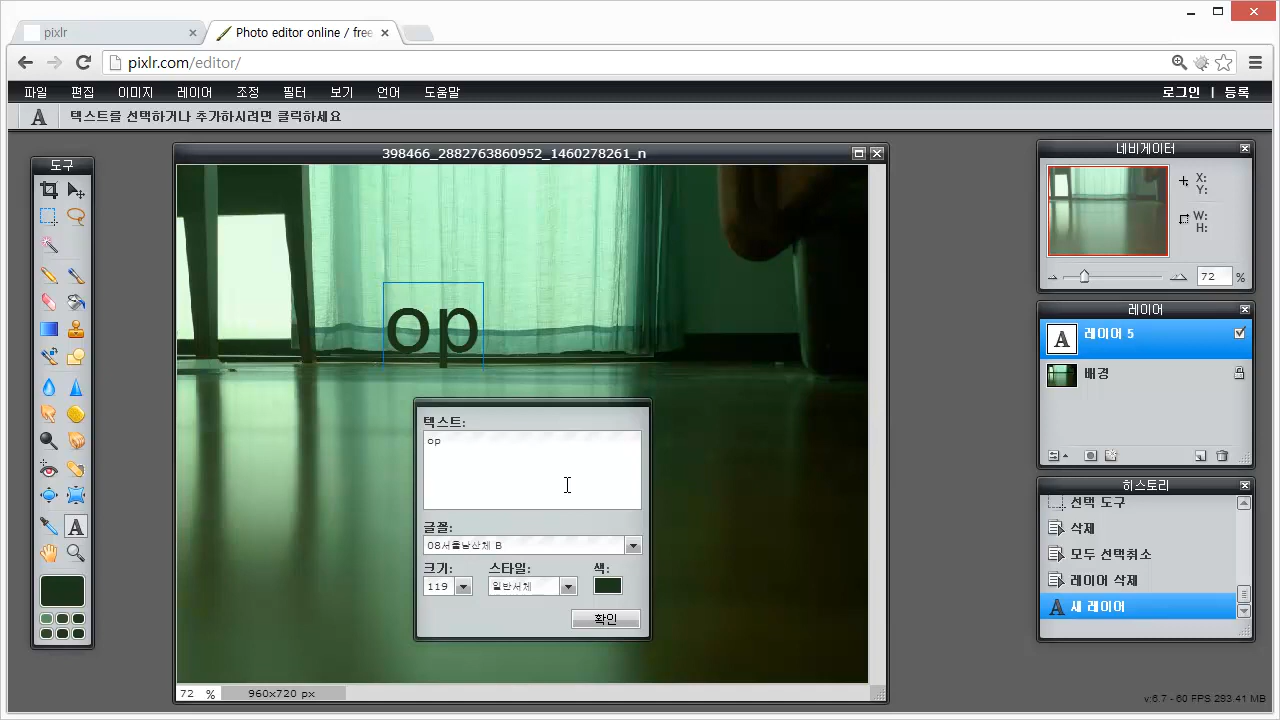 pixlr
Photo editor online / free
pixlr.com/editor/
파일 편집 이미지 레이어 조정 필터 보기 언어 도움말 로그인 | 등록
A 텍스트를 선택하거나 추가하시려면 클릭하세요
도구
398466_2882763860952_1460278261_n
op
텍스트:
op
글꼴:
08서울남산체 B
크기: 스타일: 색:
119 일반서체
확인
72 % 960x720 px
네비게이터
X:
Y:
W:
H:
72 %
레이어
A 레이어 5
배경
히스토리
선택 도구
삭제
모두 선택취소
레이어 삭제
A 새 레이어
v:6.7 - 60 FPS 293.41 MB